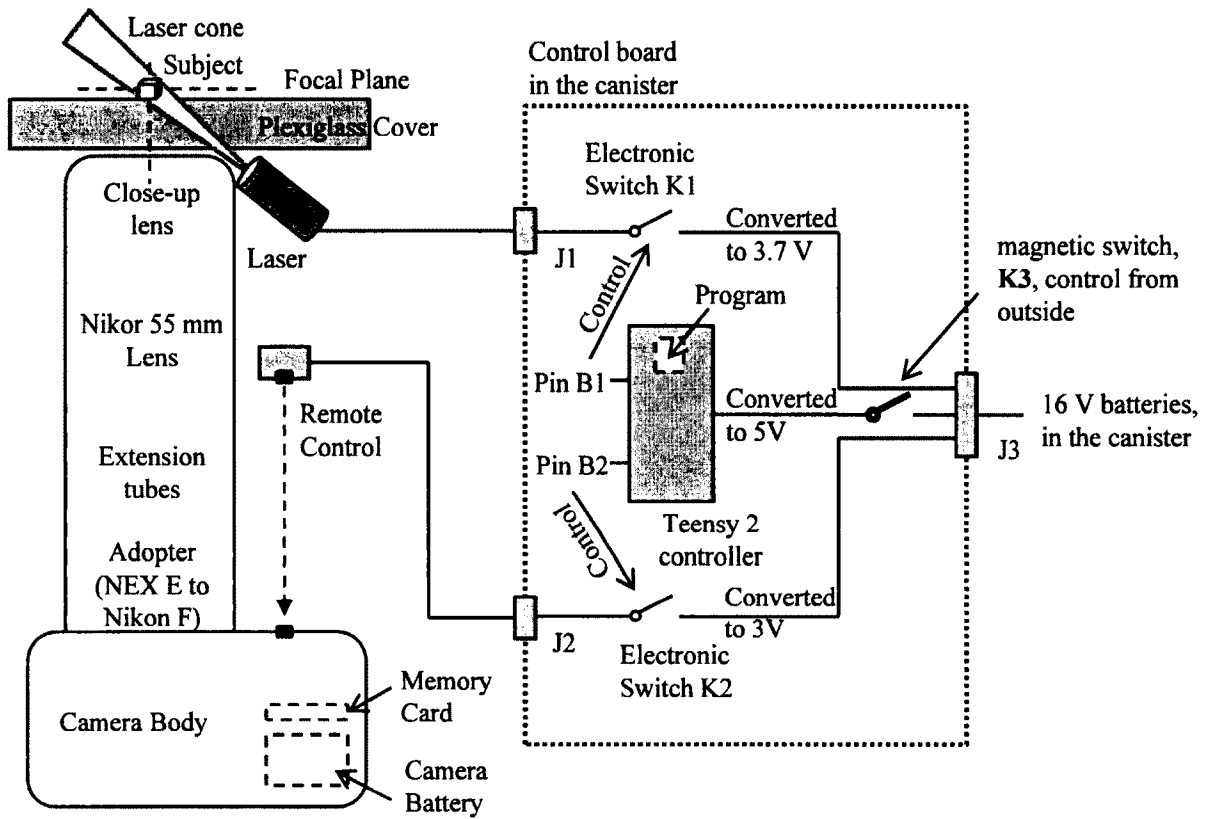 Laser cone
Subject
Focal Plane
Plexiglass Cover
Close-up
lens
Laser
Nikor 55 mm
Lens
Remote
Control
Extension
tubes
Adopter
(NEX E to
Nikon F)
Camera Body
Memory
Card
Camera
Battery
Control board
in the canister
Electronic
Switch K1
J1
Converted
to 3.7 V
Control
Program
Pin B1
Pin B2
Converted
to 5V
Control
Teensy 2
controller
J2
Converted
to 3V
Electronic
Switch K2
magnetic switch,
K3, control from
outside
16 V batteries,
in the canister
J3